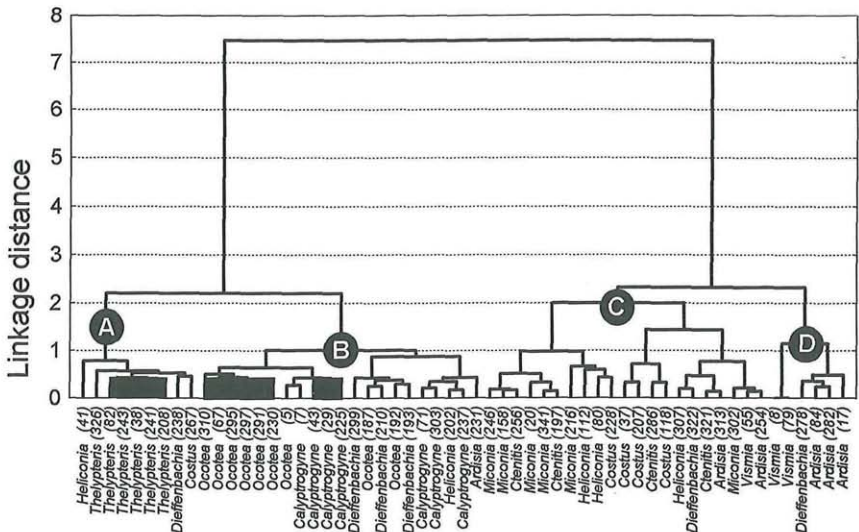 8
7
6
5
4
3
2
1
0
Linkage distance
A
B
C
D
Heliconia (41)
Thelypteris (326)
Thelypteris (82)
Thelypteris (243)
Thelypteris (38)
Thelypteris (241)
Thelypteris (208)
Dieffenbachia (238)
Costus (267)
Ocotea (310)
Ocotea (67)
Ocotea (295)
Ocotea (297)
Ocotea (291)
Ocotea (230)
Ocotea (5)
Calyptrogyne (7)
Calyptrogyne (43)
Calyptrogyne (29)
Calyptrogyne (225)
Dieffenbachia (299)
Ocotea (187)
Dieffenbachia (210)
Ocotea (192)
Dieffenbachia (193)
Calyptrogyne (71)
Calyptrogyne (303)
Heliconia (202)
Calyptrogyne (237)
Ardisia (231)
Miconia (246)
Miconia (158)
Ctenitis (256)
Miconia (20)
Miconia (341)
Ctenitis (197)
Miconia (216)
Heliconia (112)
Heliconia (80)
Costus (228)
Costus (37)
Costus (207)
Ctenitis (286)
Costus (118)
Heliconia (307)
Dieffenbachia (322)
Ctenitis (321)
Ardisia (313)
Miconia (302)
Vismia (55)
Ardisia (254)
Vismia (8)
Vismia (79)
Dieffenbachia (278)
Ardisia (84)
Ardisia (282)
Ardisia (17)